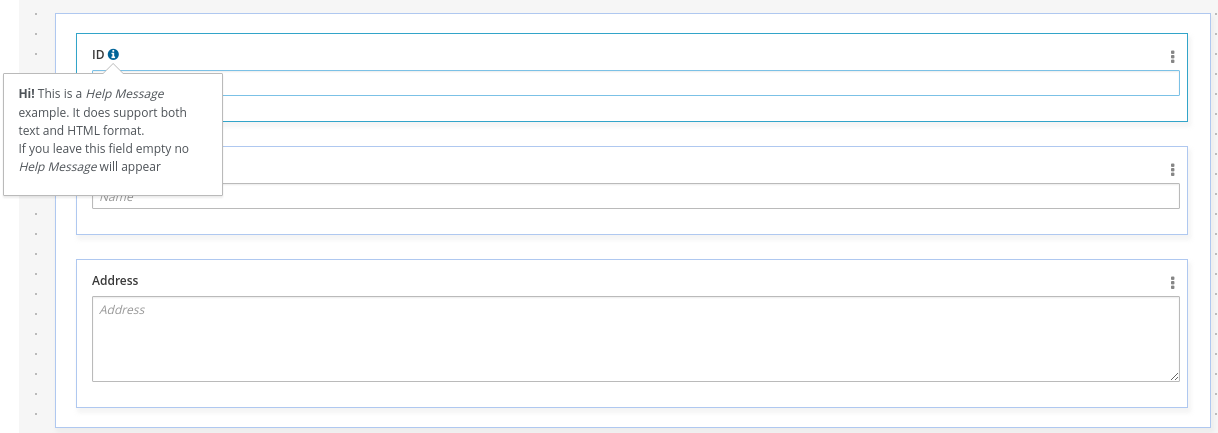 ID
Hi! This is a Help Message
example. It does support both
text and HTML format.
If you leave this field empty no
Help Message will appear
Name
Address
Address